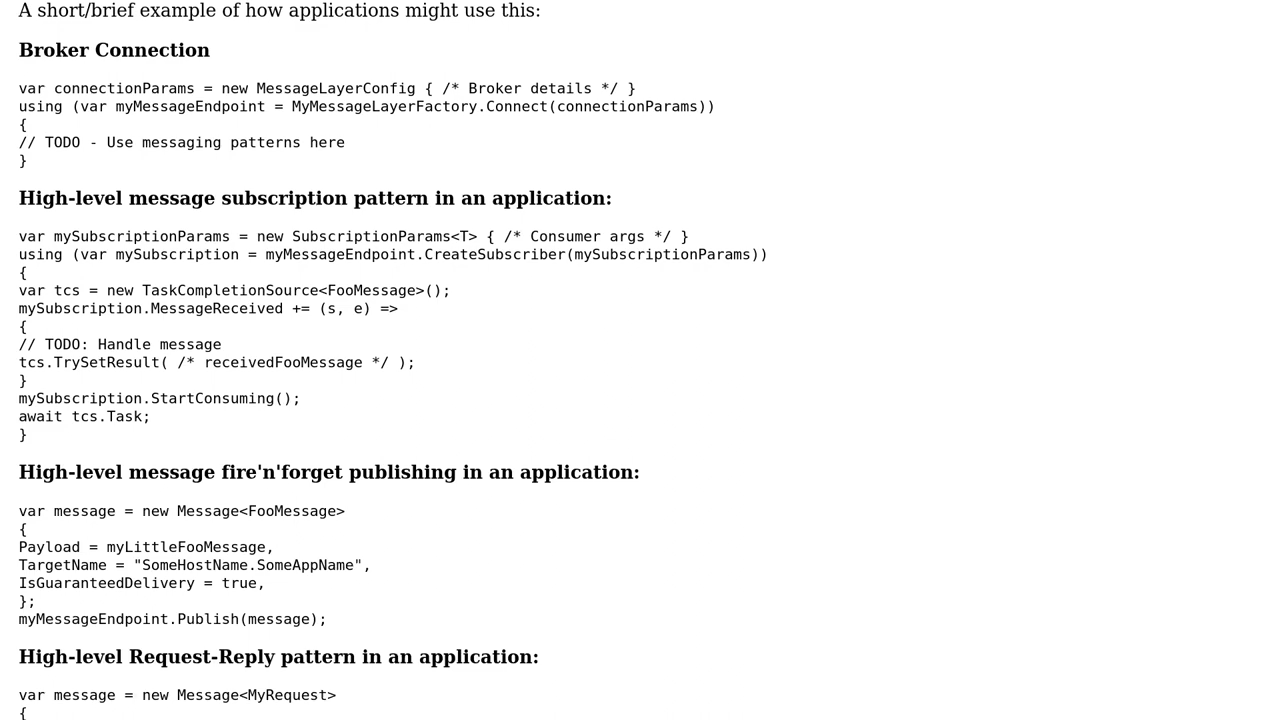 A short/brief example of how applications might use this:
Broker Connection
var connectionParams = new MessageLayerConfig { /* Broker details */ }
using (var myMessageEndpoint = MyMessageLayerFactory.Connect(connectionParams))
{
// TODO - Use messaging patterns here
}
High-level message subscription pattern in an application:
var mySubscriptionParams = new SubscriptionParams<T> { /* Consumer args */ }
using (var mySubscription = myMessageEndpoint.CreateSubscriber(mySubscriptionParams))
{
var tcs = new TaskCompletionSource<FooMessage>();
mySubscription.MessageReceived += (s, e) =>
{
// TODO: Handle message
tcs.TrySetResult( /* receivedFooMessage */ );
}
mySubscription.StartConsuming();
await tcs.Task;
}
High-level message fire'n'forget publishing in an application:
var message = new Message<FooMessage>
{
Payload = myLittleFooMessage,
TargetName = "SomeHostName.SomeAppName",
IsGuaranteedDelivery = true,
};
myMessageEndpoint.Publish(message);
High-level Request-Reply pattern in an application:
var message = new Message<MyRequest>
{